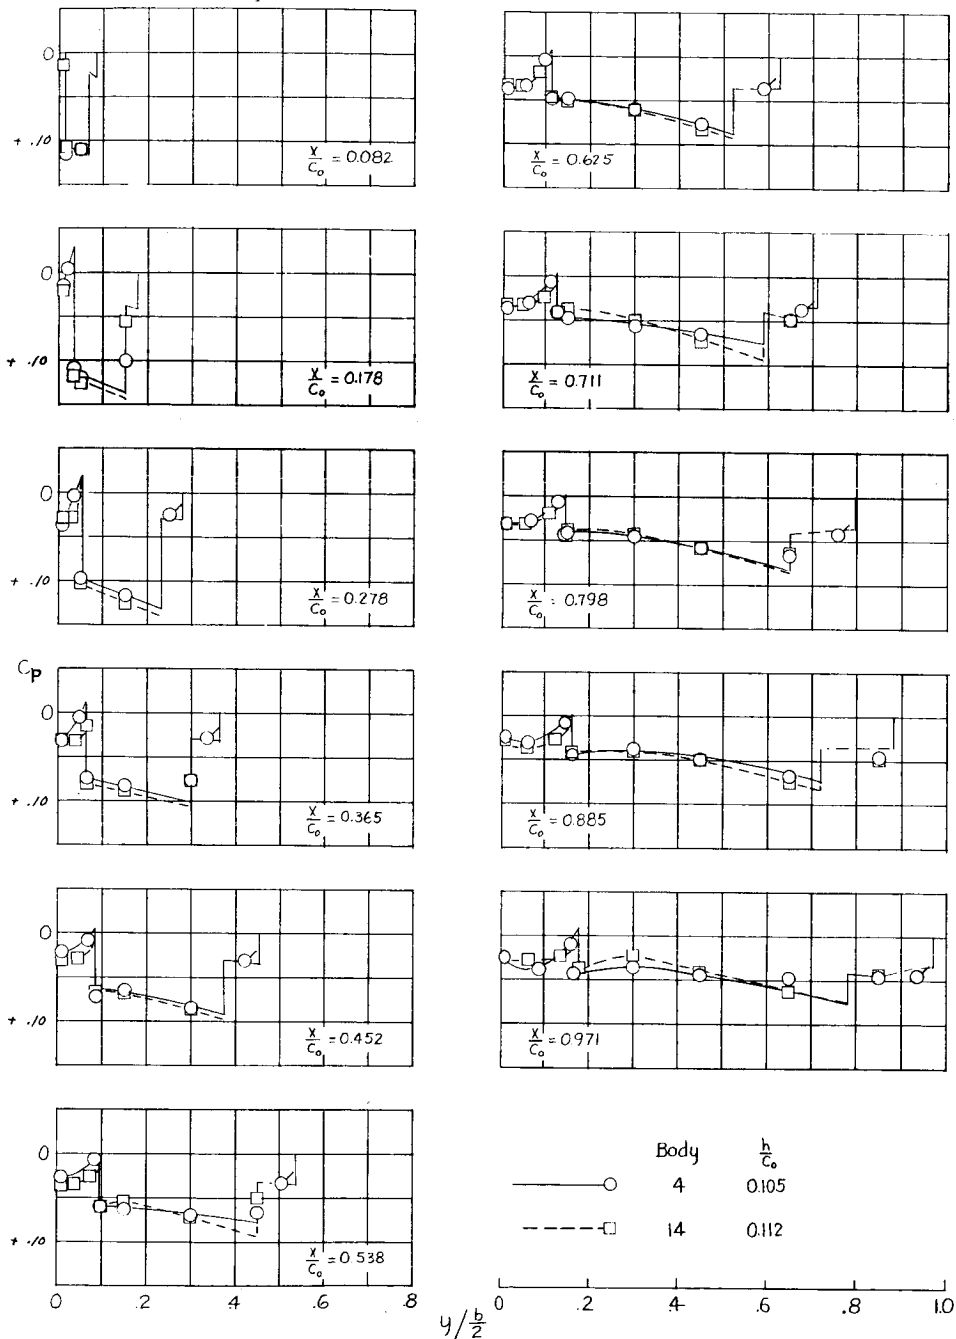 0
+ .10
x/C₀ = 0.082
0
+ .10
x/C₀ = 0.178
0
+ .10
x/C₀ = 0.278
Cp
0
+ .10
x/C₀ = 0.365
0
+ .10
x/C₀ = 0.452
0
+ .10
x/C₀ = 0.538
0 .2 .4 .6 .8
x/C₀ = 0.625
x/C₀ = 0.711
x/C₀ = 0.798
x/C₀ = 0.885
x/C₀ = 0.971
Body h/C₀
4 0.105
14 0.112
0 .2 .4 .6 .8 1.0
y/b/2